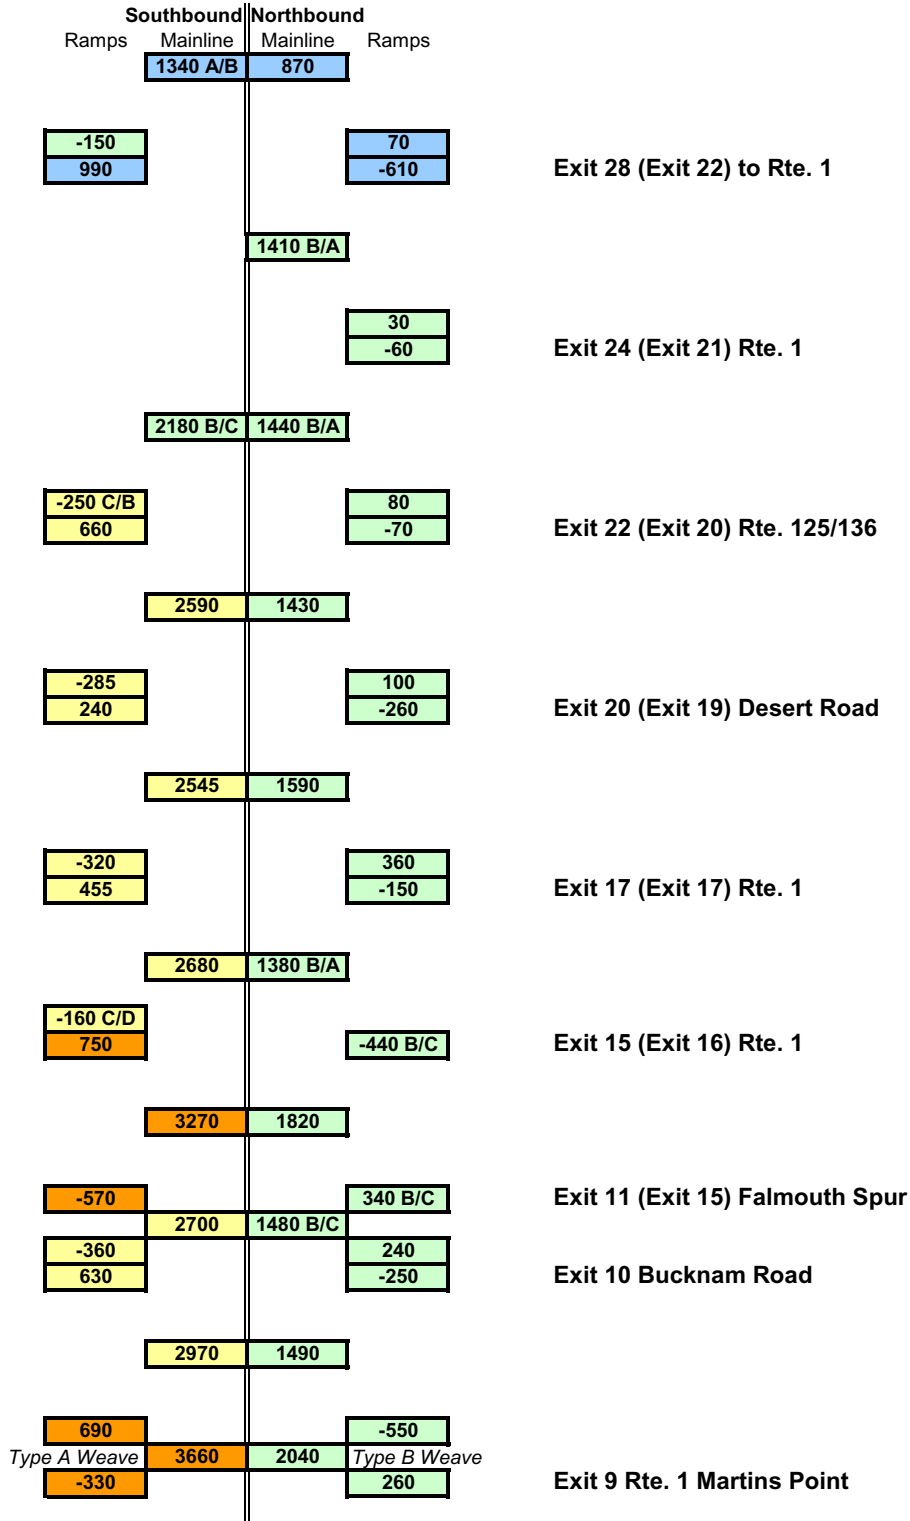 Southbound Northbound
Ramps Mainline Mainline Ramps
1340 A/B 870
-150 70
990 -610 Exit 28 (Exit 22) to Rte. 1
1410 B/A
30
-60 Exit 24 (Exit 21) Rte. 1
2180 B/C 1440 B/A
-250 C/B 80
660 -70 Exit 22 (Exit 20) Rte. 125/136
2590 1430
-285 100
240 -260 Exit 20 (Exit 19) Desert Road
2545 1590
-320 360
455 -150 Exit 17 (Exit 17) Rte. 1
2680 1380 B/A
-160 C/D
750 -440 B/C Exit 15 (Exit 16) Rte. 1
3270 1820
-570 340 B/C Exit 11 (Exit 15) Falmouth Spur
2700 1480 B/C
-360 240
630 -250 Exit 10 Bucknam Road
2970 1490
690 -550
Type A Weave 3660 2040 Type B Weave
-330 260 Exit 9 Rte. 1 Martins Point